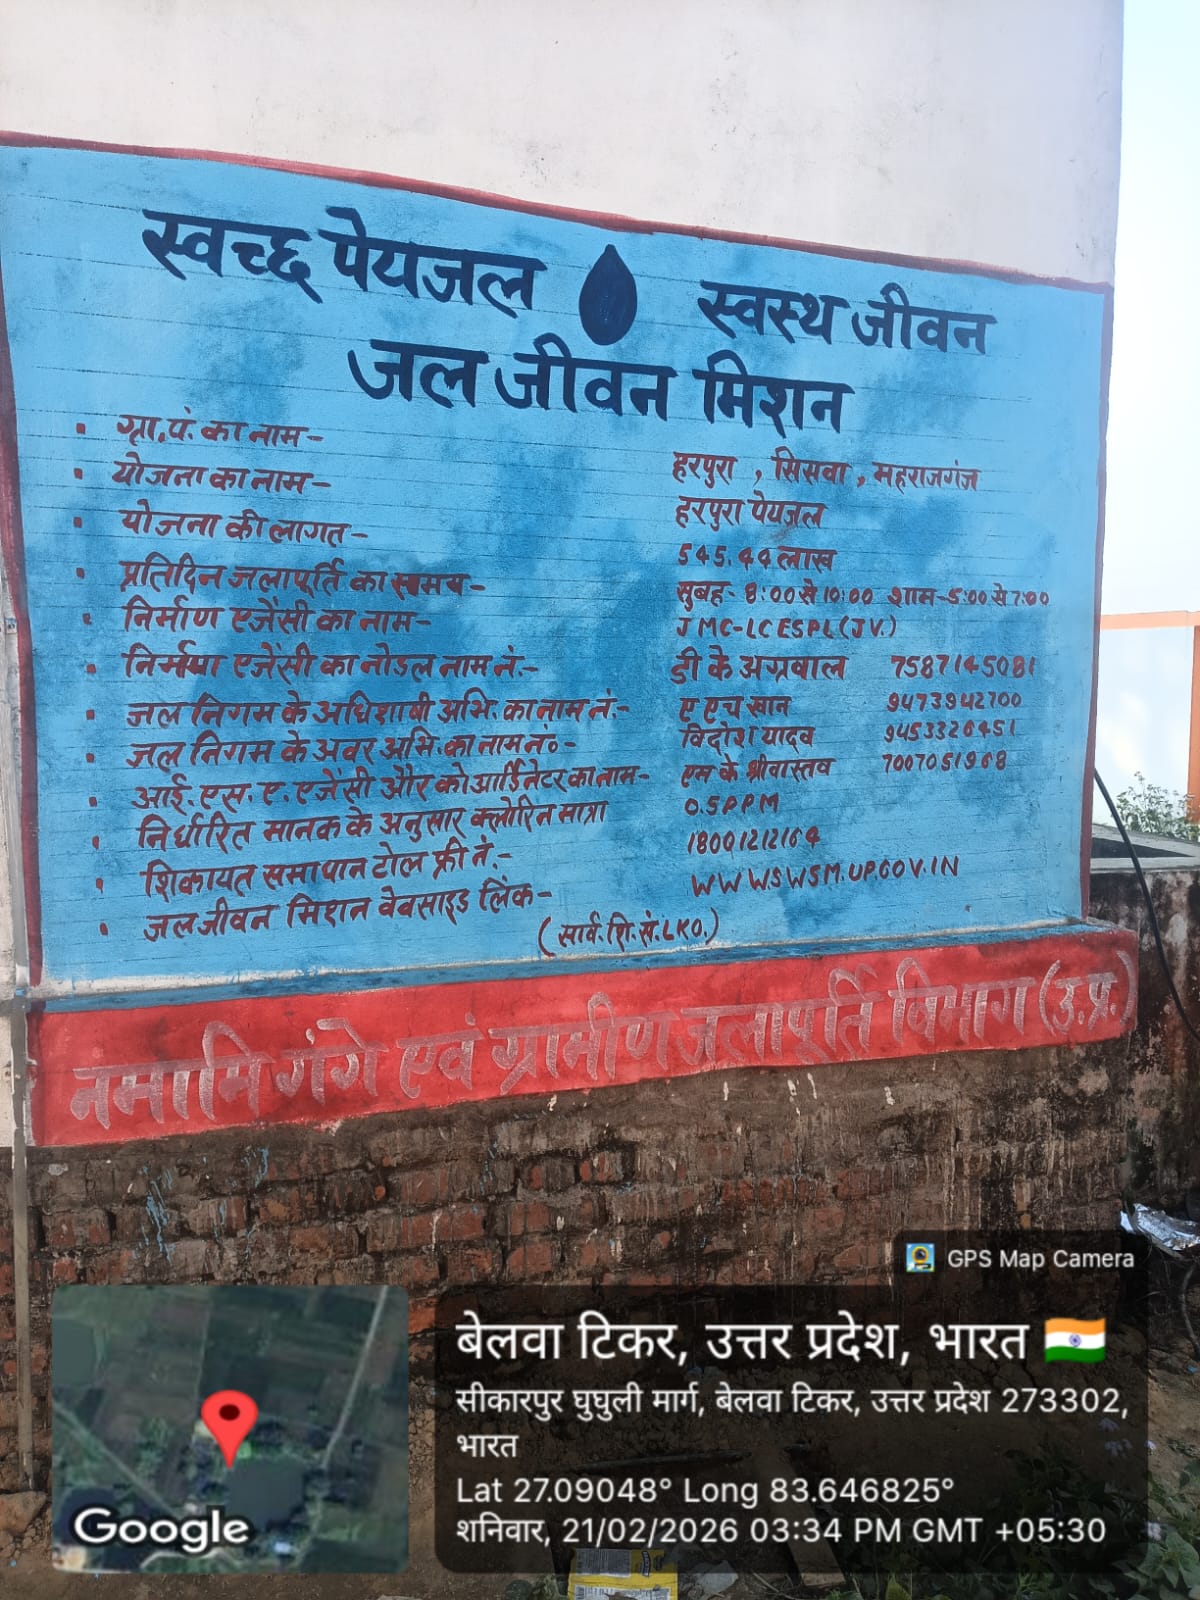 स्वच्छ पेयजल स्वस्थ जीवन
जल जीवन मिशन
ग्रा.पं. का नाम- हरपुरा , सिसवा , महराजगंज
योजना का नाम- हरपुरा पेयजल
योजना की लागत- 545.44 लाख
प्रतिदिन जलापूर्ति का समय- सुबह- 8:00 से 10:00 शाम-5:00 से 7:00
निर्माण एजेंसी का नाम- JMC-LCESPL(JV.)
निर्माण एजेंसी का नोडल नाम नं.- डी के अग्रवाल 7587145081
जल निगम के अधिशाषी अभि. का नाम नं.- ए एच खान 9473942700
जल निगम के अवर अभि. का नाम नं०- यादव 9453326451
आई.एस.ए. एजेंसी और कोआर्डिनेटर का नाम- एम के श्रीवास्तव 7007051968
निर्धारित मानक के अनुसार क्लोरिन मात्रा 0.5PPM
शिकायत समाधान टोल फ्री नं.- 18001212164
जल जीवन मिशन वेबसाइड लिंक- WWWSWSM.UP.GOV.IN
(सार्व.शि.सं.LKO.)
नमामि गंगे एवं ग्रामीण जलापूर्ति विभाग (उ.प्र.)
GPS Map Camera
बेलवा टिकर, उत्तर प्रदेश, भारत
सीकारपुर घुघुली मार्ग, बेलवा टिकर, उत्तर प्रदेश 273302,
भारत
Lat 27.09048° Long 83.646825°
शनिवार, 21/02/2026 03:34 PM GMT +05:30
Google